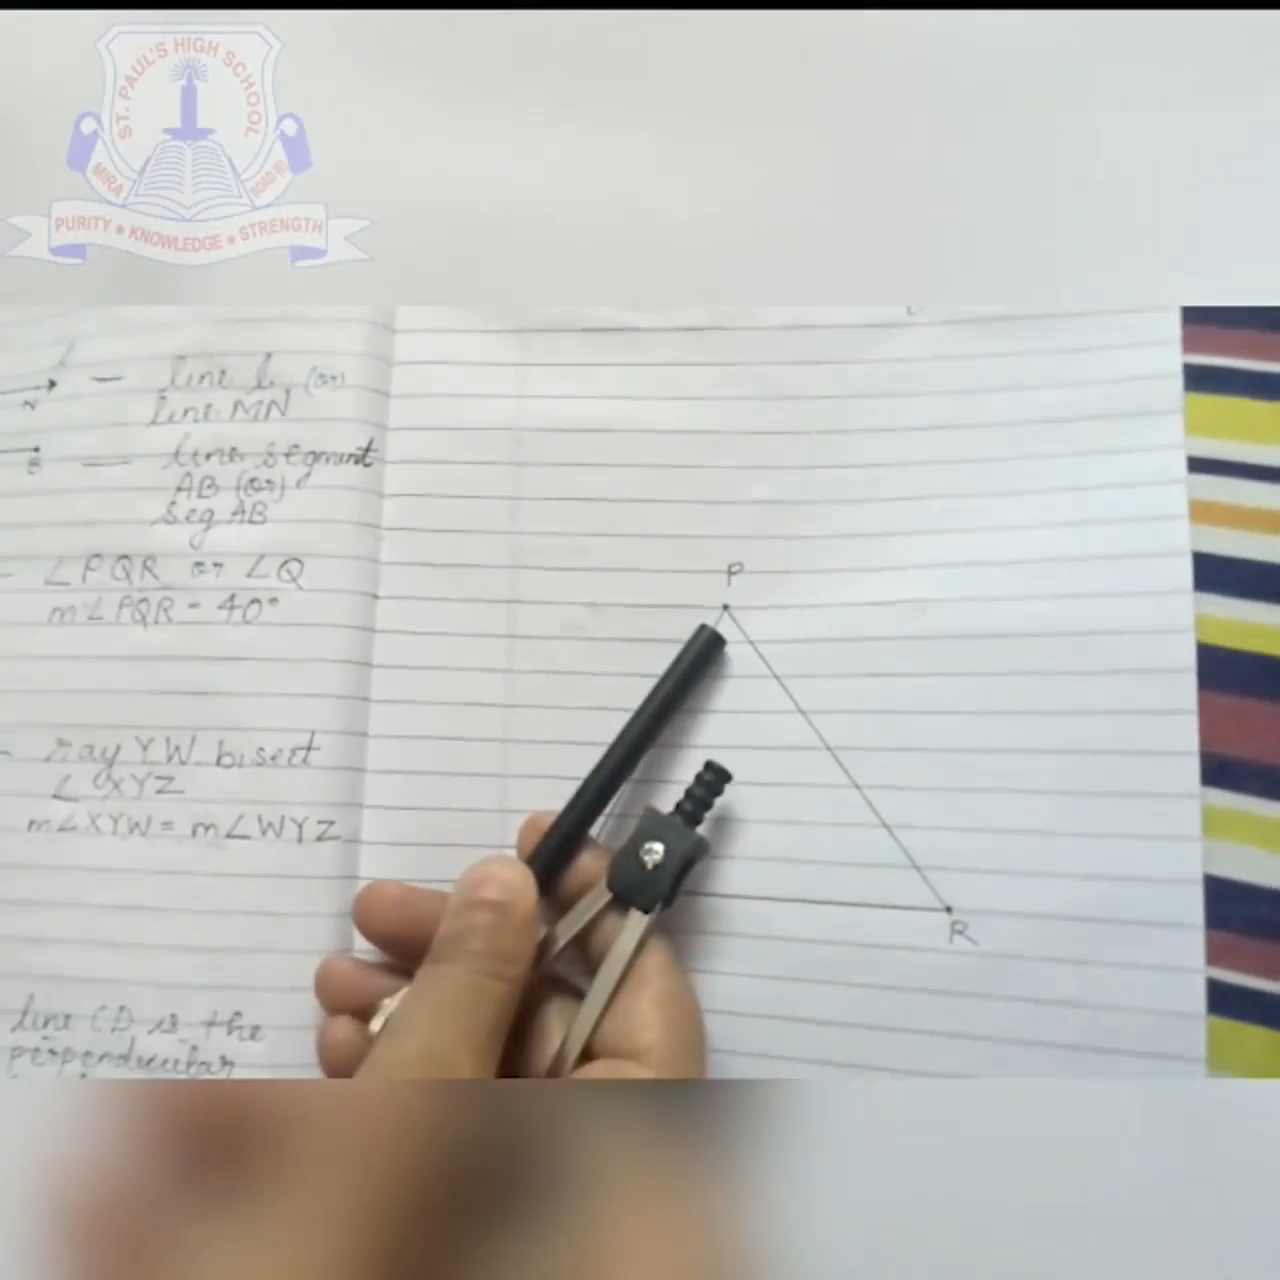 ST. PAUL'S HIGH SCHOOL
MIRA ROAD (E)
PURITY • KNOWLEDGE • STRENGTH
l
N
— line l, (or)
line MN
B
— line segment
AB (or)
seg AB
- ∠PQR or ∠Q
m∠PQR - 40°
- ray YW bisect
∠XYZ
m∠XYW = m∠WYZ
line CD is the
perpendicular
P
R